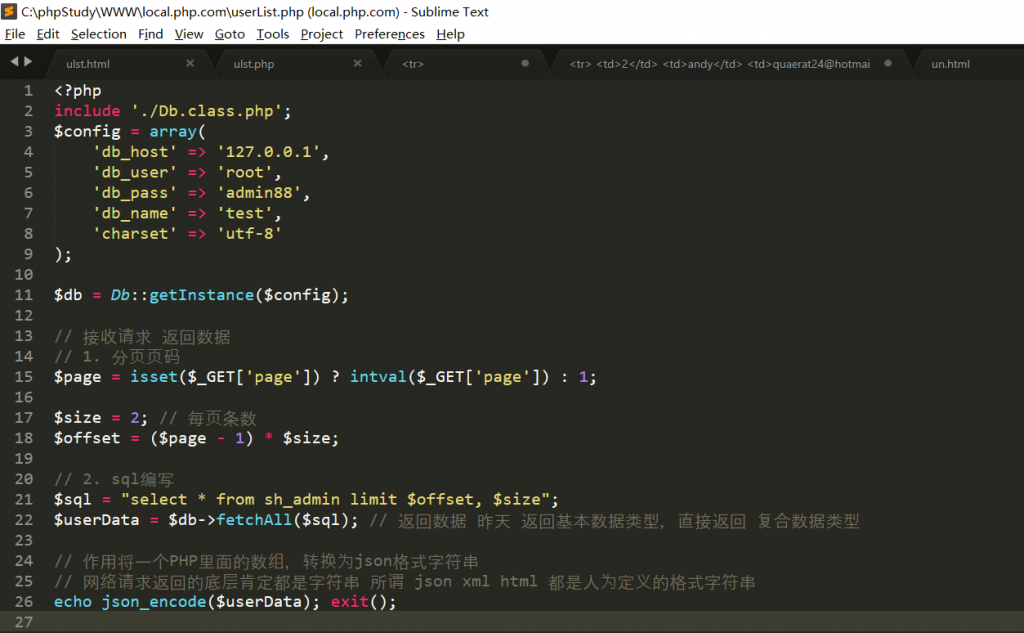 C:\phpStudy\WWW\local.php.com\userList.php (local.php.com) - Sublime Text
File Edit Selection Find View Goto Tools Project Preferences Help
ulst.html ulst.php <tr> <tr> <td>2</td> <td>andy</td> <td>quaerat24@hotmai un.html
1 <?php
2 include './Db.class.php';
3 $config = array(
4 'db_host' => '127.0.0.1',
5 'db_user' => 'root',
6 'db_pass' => 'admin88',
7 'db_name' => 'test',
8 'charset' => 'utf-8'
9 );
10
11 $db = Db::getInstance($config);
12
13 // 接收请求 返回数据
14 // 1. 分页页码
15 $page = isset($_GET['page']) ? intval($_GET['page']) : 1;
16
17 $size = 2; // 每页条数
18 $offset = ($page - 1) * $size;
19
20 // 2. sql编写
21 $sql = "select * from sh_admin limit $offset, $size";
22 $userData = $db->fetchAll($sql); // 返回数据 昨天 返回基本数据类型，直接返回 复合数据类型
23
24 // 作用将一个PHP里面的数组，转换为json格式字符串
25 // 网络请求返回的底层肯定都是字符串 所谓 json xml html 都是人为定义的格式字符串
26 echo json_encode($userData); exit();
27